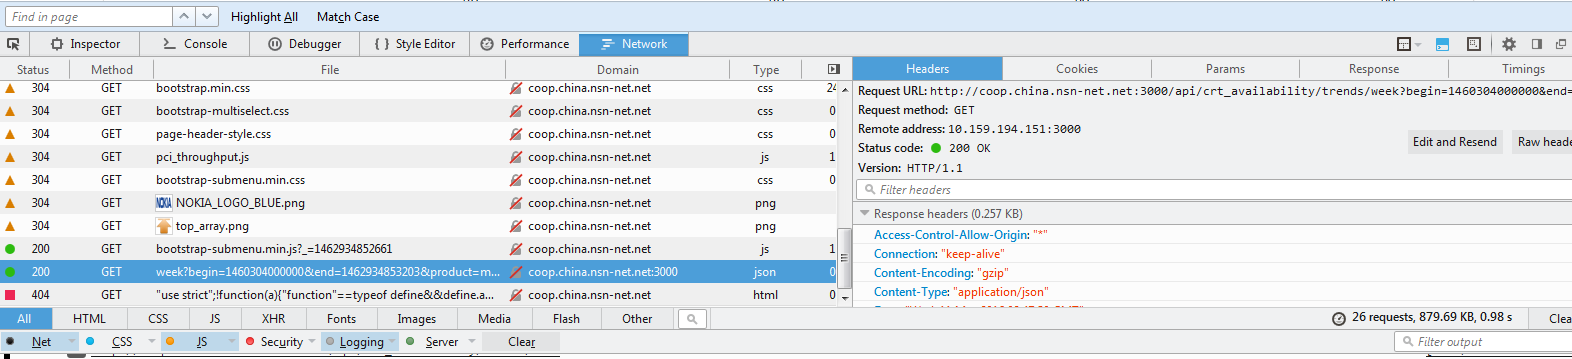 Find in page Highlight All Match Case
Inspector Console Debugger Style Editor Performance Network
Status Method File Domain Type
304 GET bootstrap.min.css coop.china.nsn-net.net css 24
304 GET bootstrap-multiselect.css coop.china.nsn-net.net css 0
304 GET page-header-style.css coop.china.nsn-net.net css 0
304 GET pci_throughput.js coop.china.nsn-net.net js 1
304 GET bootstrap-submenu.min.css coop.china.nsn-net.net css 0
304 GET NOKIA NOKIA_LOGO_BLUE.png coop.china.nsn-net.net png
304 GET top_array.png coop.china.nsn-net.net png
200 GET bootstrap-submenu.min.js?_=1462934852661 coop.china.nsn-net.net js 1
200 GET week?begin=1460304000000&end=1462934853203&product=m... coop.china.nsn-net.net:3000 json 0
404 GET "use strict";!function(a){"function"==typeof define&&define.a... coop.china.nsn-net.net html 0
Headers Cookies Params Response Timings
Request URL: http://coop.china.nsn-net.net:3000/api/crt_availability/trends/week?begin=1460304000000&end=
Request method: GET
Remote address: 10.159.194.151:3000
Status code: 200 OK
Edit and Resend Raw heade
Version: HTTP/1.1
Filter headers
Response headers (0.257 KB)
Access-Control-Allow-Origin: "*"
Connection: "keep-alive"
Content-Encoding: "gzip"
Content-Type: "application/json"
All HTML CSS JS XHR Fonts Images Media Flash Other 26 requests, 879.69 KB, 0.98 s Clea
Net CSS JS Security Logging Server Clear Filter output